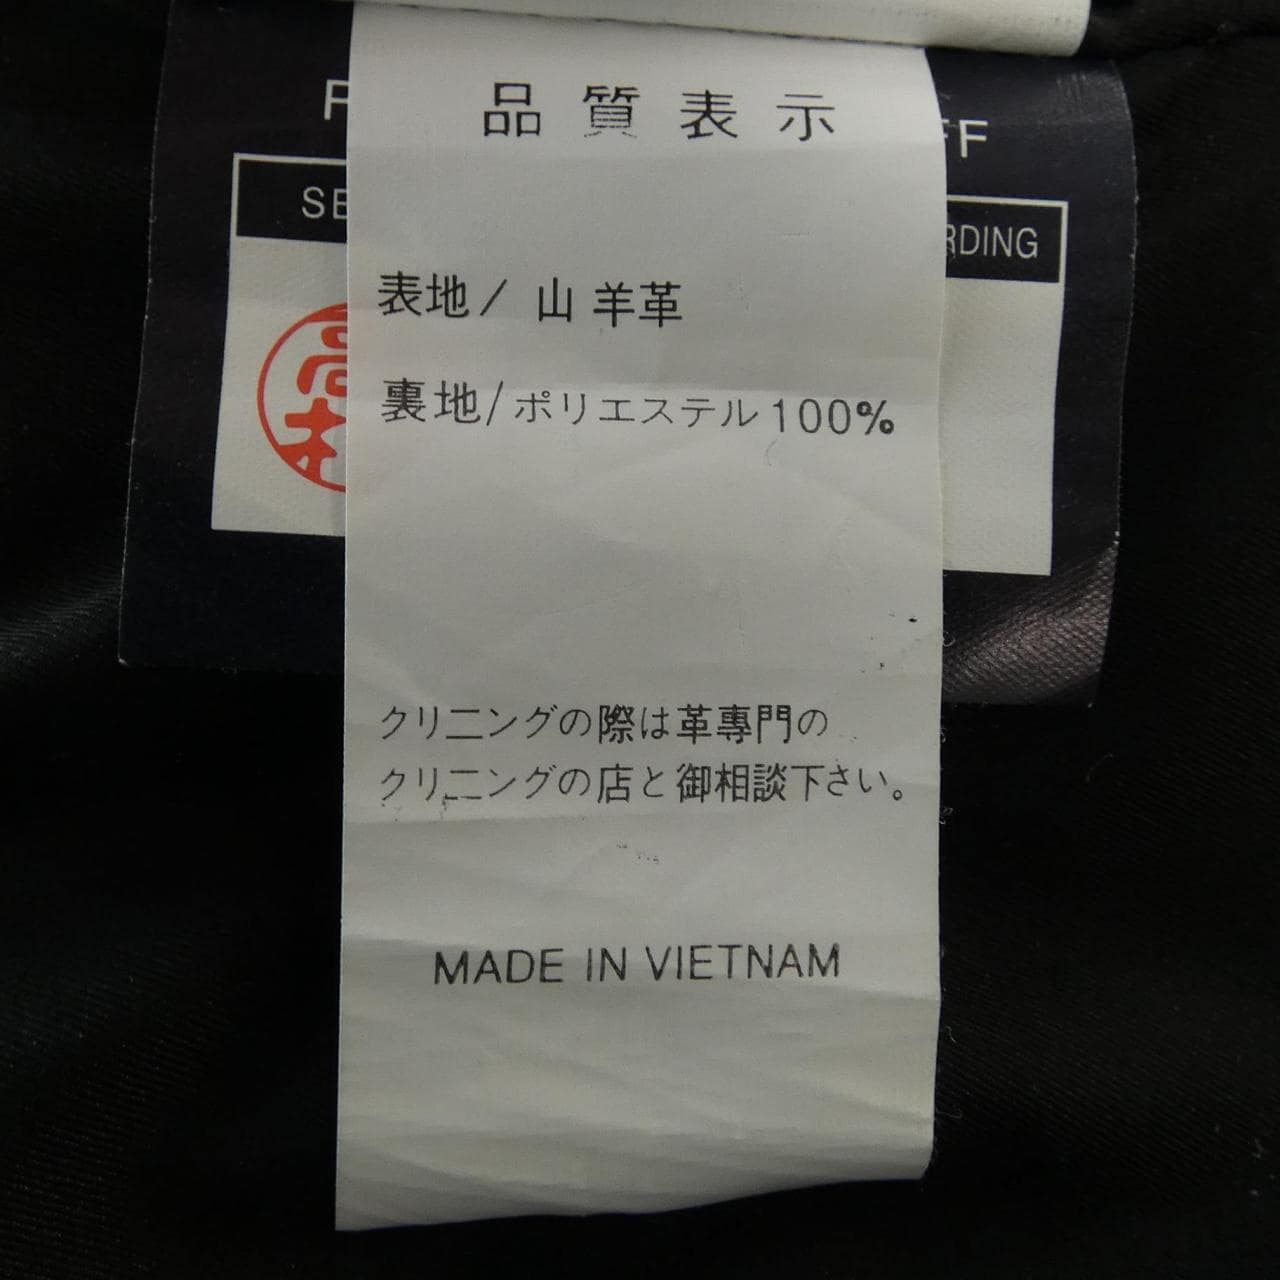 品質表示
表地/山羊革
裏地/ポリエステル100%
クリニングの際は革專門の
クリニングの店と御相談下さい。
MADE IN VIETNAM